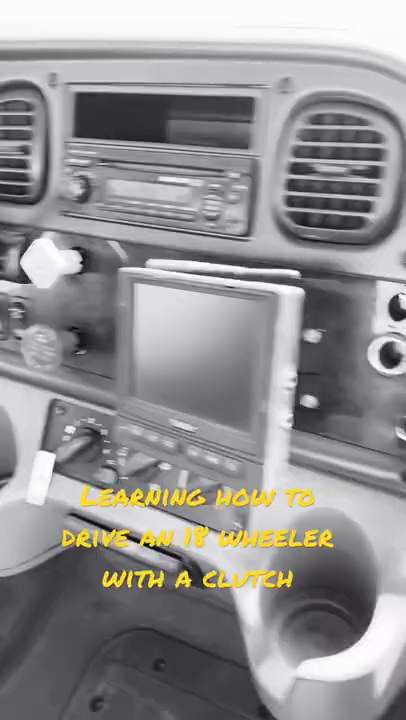 Learning how to
drive an 18 wheeler
with a clutch